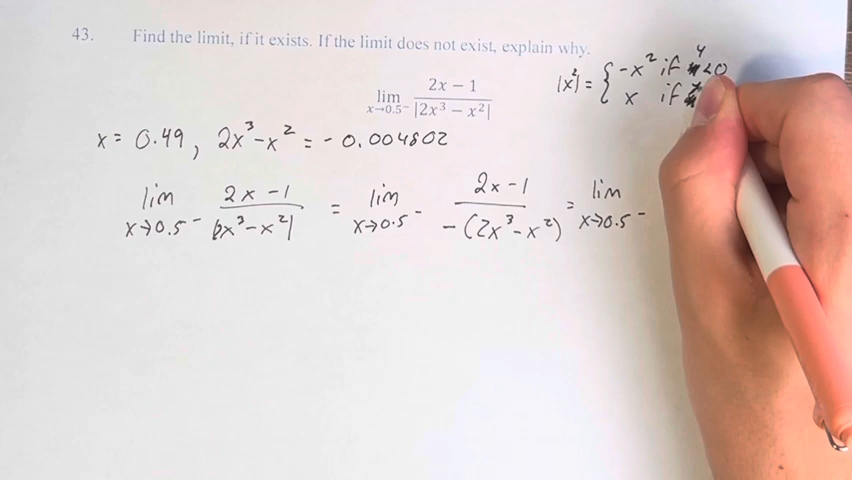 43. Find the limit, if it exists. If the limit does not exist, explain why.
lim x→0.5⁻ (2x − 1)/|2x³ − x²|
|x²| = { -x² if <0
x if
x = 0.49, 2x³-x² = -0.004802
lim x→0.5⁻ (2x -1)/|2x³-x²| = lim x→0.5⁻ (2x-1)/(-(2x³-x²)) = lim x→0.5⁻